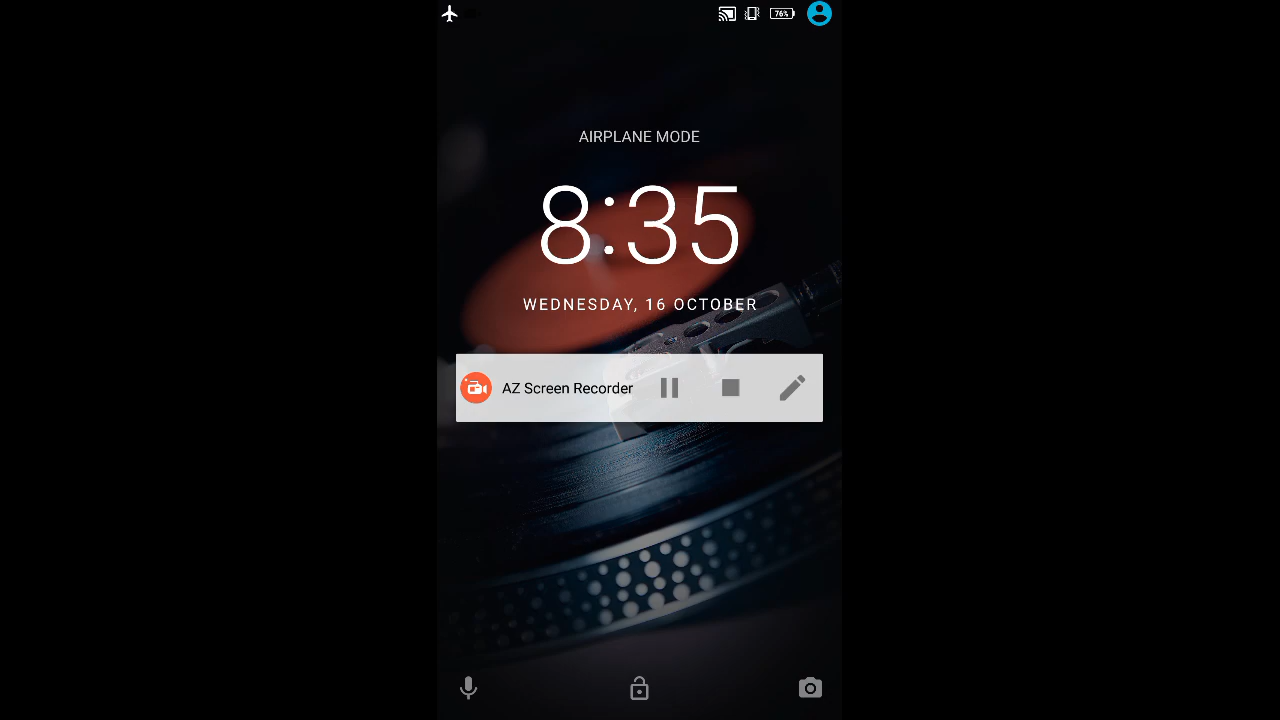 76%
AIRPLANE MODE
8:35
WEDNESDAY, 16 OCTOBER
AZ Screen Recorder